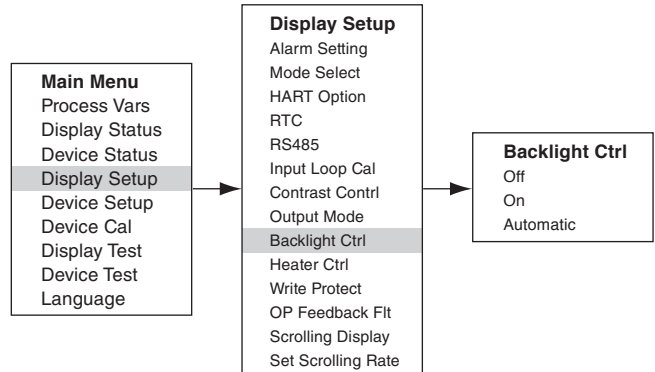 Main Menu
Process Vars
Display Status
Device Status
Display Setup
Device Setup
Device Cal
Display Test
Device Test
Language
Display Setup
Alarm Setting
Mode Select
HART Option
RTC
RS485
Input Loop Cal
Contrast Contrl
Output Mode
Backlight Ctrl
Heater Ctrl
Write Protect
OP Feedback Flt
Scrolling Display
Set Scrolling Rate
Backlight Ctrl
Off
On
Automatic